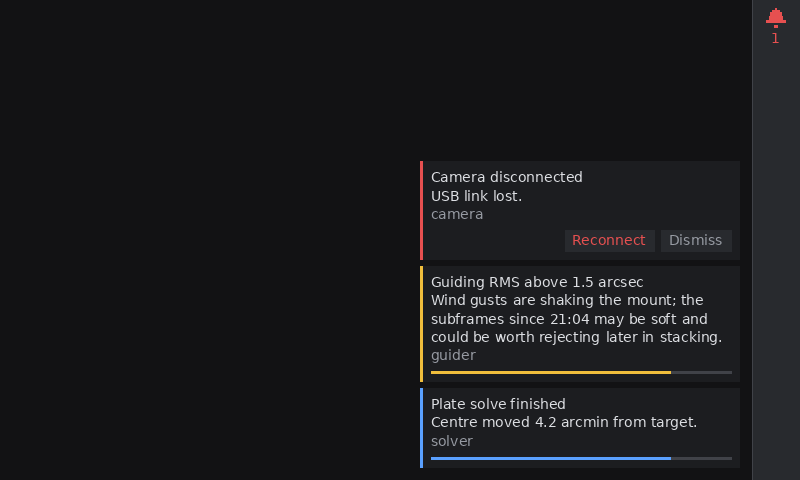 1
Camera disconnected
USB link lost.
camera
Reconnect Dismiss
Guiding RMS above 1.5 arcsec
Wind gusts are shaking the mount; the
subframes since 21:04 may be soft and
could be worth rejecting later in stacking.
guider
Plate solve finished
Centre moved 4.2 arcmin from target.
solver